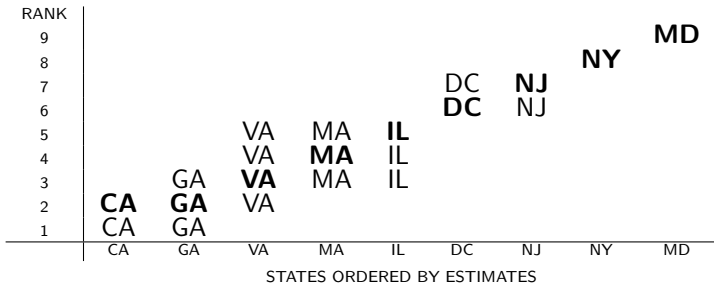 RANK
9 MD
8 NY
7 DC NJ
6 DC NJ
5 VA MA IL
4 VA MA IL
3 GA VA MA IL
2 CA GA VA
1 CA GA
CA GA VA MA IL DC NJ NY MD
STATES ORDERED BY ESTIMATES